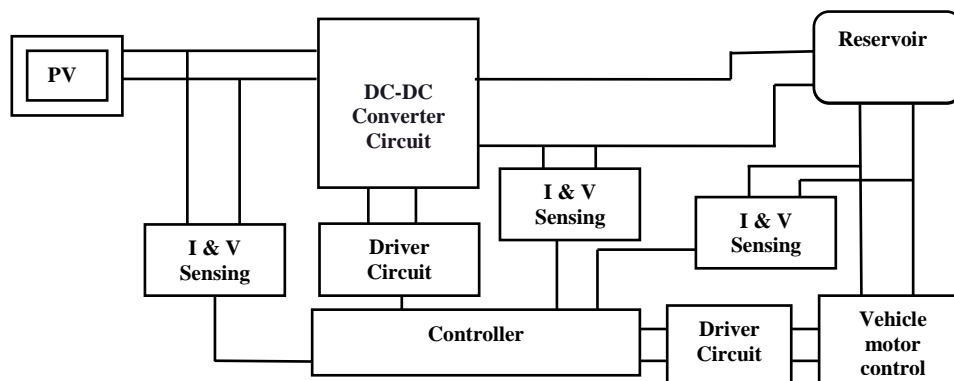 Reservoir
PV
DC-DC
Converter
Circuit
I & V
Sensing
I & V
Sensing
I & V
Sensing
Driver
Circuit
Controller
Driver
Circuit
Vehicle
motor
control